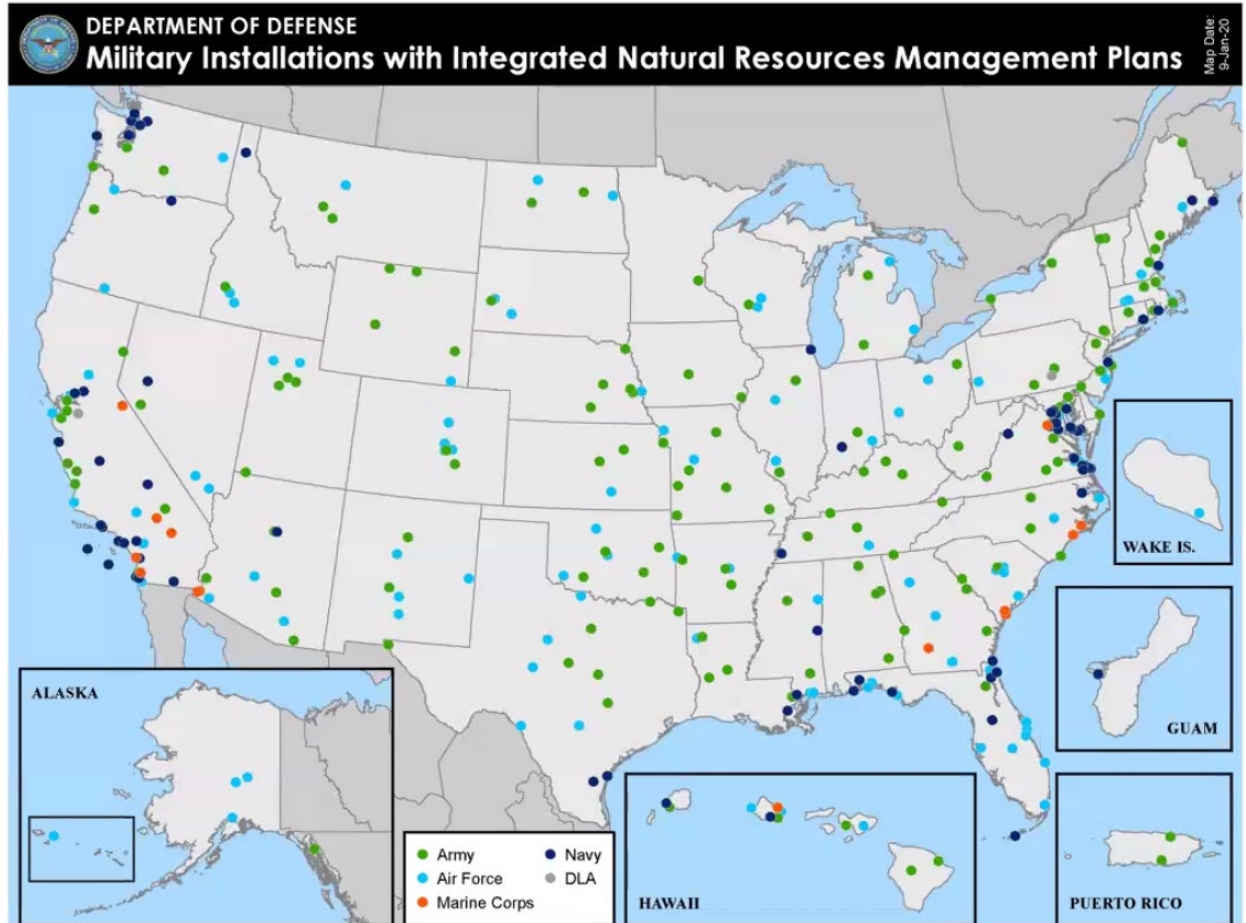 DEPARTMENT OF DEFENSE
Military Installations with Integrated Natural Resources Management Plans
Map Date:
9-Jan-20
WAKE IS.
GUAM
ALASKA
Army
Navy
Air Force
DLA
Marine Corps
HAWAII
PUERTO RICO